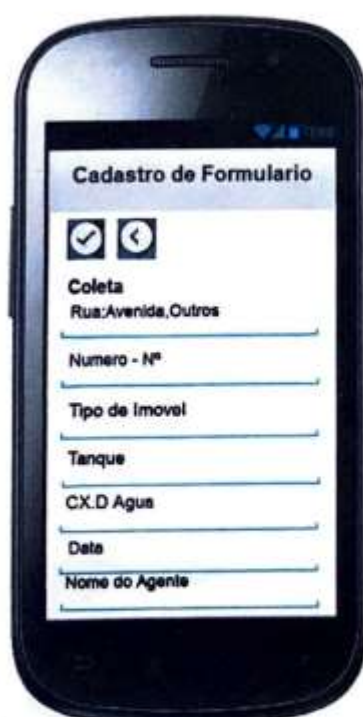 Cadastro de Formulario
Coleta
Rua:Avenida,Outros
Numero - Nº
Tipo de Imovel
Tanque
CX.D Agua
Data
Nome do Agente